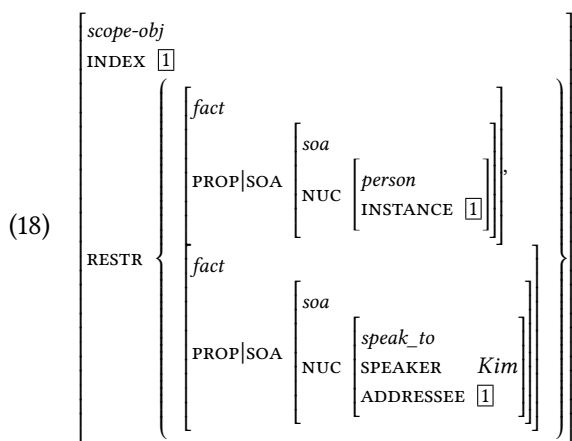 scope-obj
INDEX 1
fact
soa
PROP|SOA
NUC person
INSTANCE 1 ,
(18)
RESTR
fact
soa
PROP|SOA
NUC speak_to
SPEAKER Kim
ADDRESSEE 1